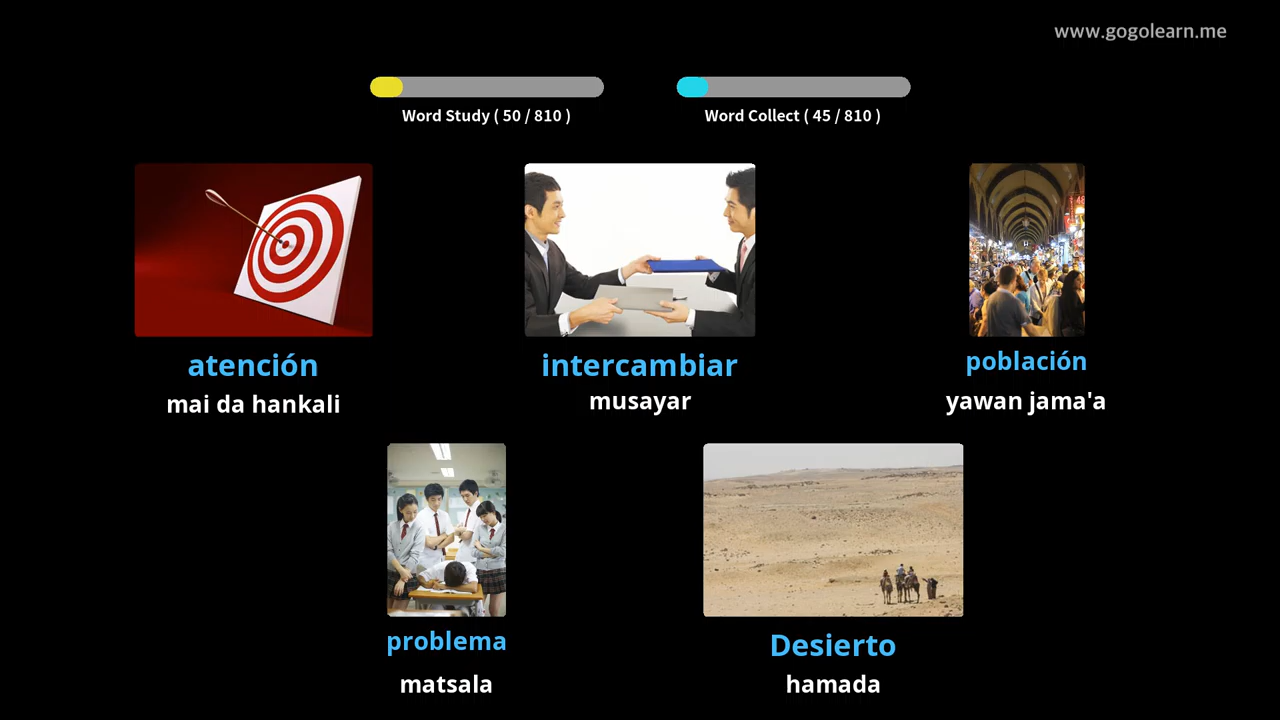 www.gogolearn.me
Word Study ( 50 / 810 )
Word Collect ( 45 / 810 )
atención
mai da hankali
intercambiar
musayar
población
yawan jama'a
problema
matsala
Desierto
hamada